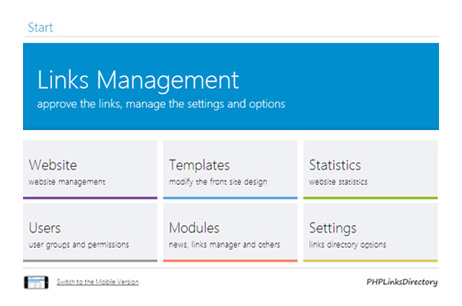 Start
Links Management
approve the links, manage the settings and options
Website
website management
Templates
modify the front site design
Statistics
website statistics
Users
user groups and permissions
Modules
news, links manager and others
Settings
links directory options
Switch to the Mobile Version
PHPLinksDirectory